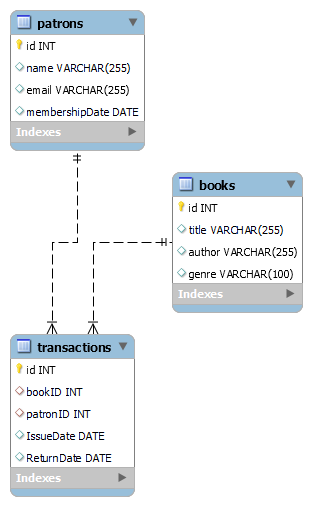 patrons
id INT
name VARCHAR(255)
email VARCHAR(255)
membershipDate DATE
Indexes
books
id INT
title VARCHAR(255)
author VARCHAR(255)
genre VARCHAR(100)
Indexes
transactions
id INT
bookID INT
patronID INT
IssueDate DATE
ReturnDate DATE
Indexes